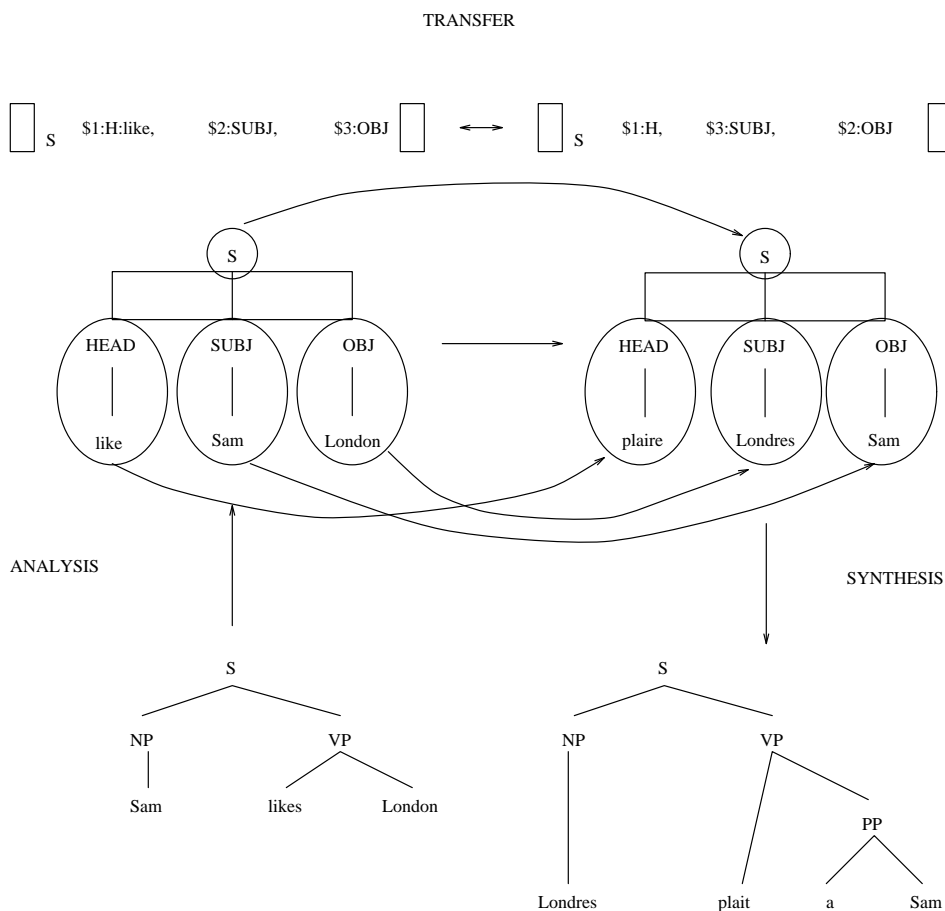 TRANSFER
S $1:H:like, $2:SUBJ, $3:OBJ S $1:H, $3:SUBJ, $2:OBJ
S S
HEAD SUBJ OBJ HEAD SUBJ OBJ
like Sam London plaire Londres Sam
ANALYSIS SYNTHESIS
S S
NP VP NP VP
Sam likes London
PP
Londres plait a Sam